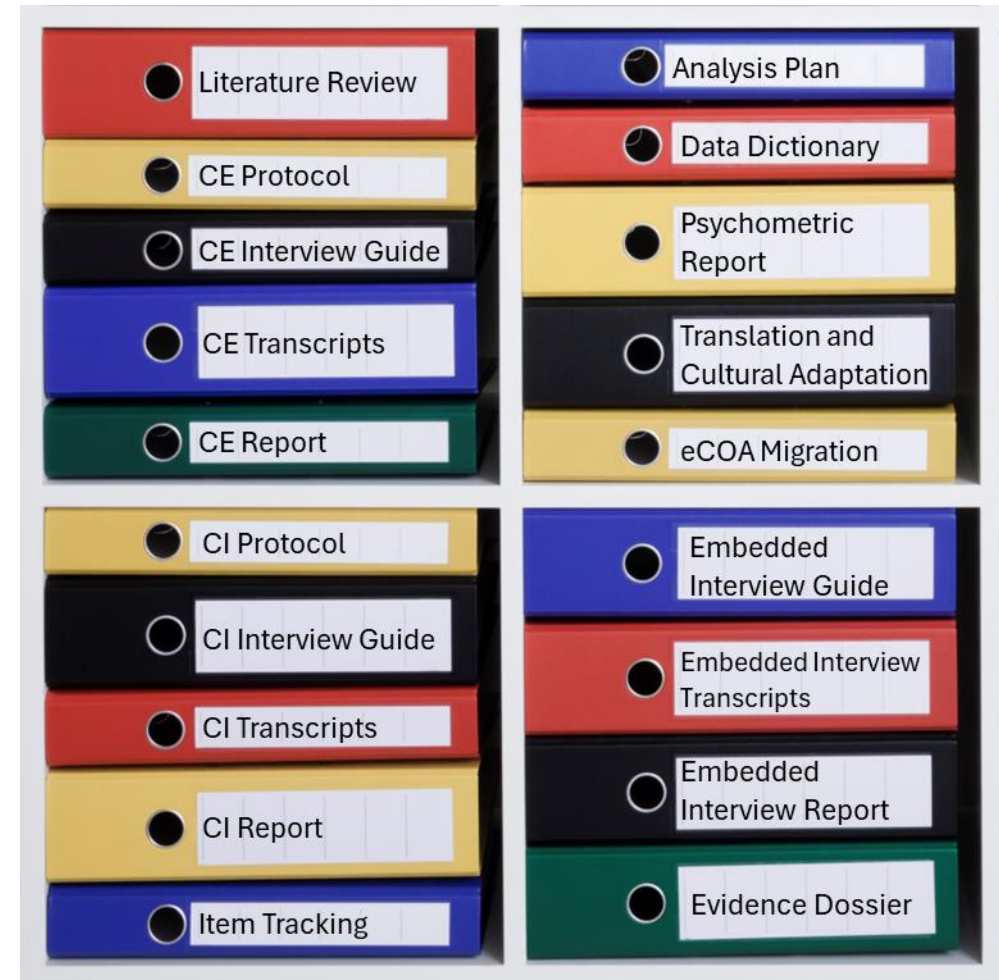 Literature Review
CE Protocol
CE Interview Guide
CE Transcripts
CE Report
Analysis Plan
Data Dictionary
Psychometric
Report
Translation and
Cultural Adaptation
eCOA Migration
CI Protocol
CI Interview Guide
CI Transcripts
CI Report
Item Tracking
Embedded
Interview Guide
Embedded Interview
Transcripts
Embedded
Interview Report
Evidence Dossier